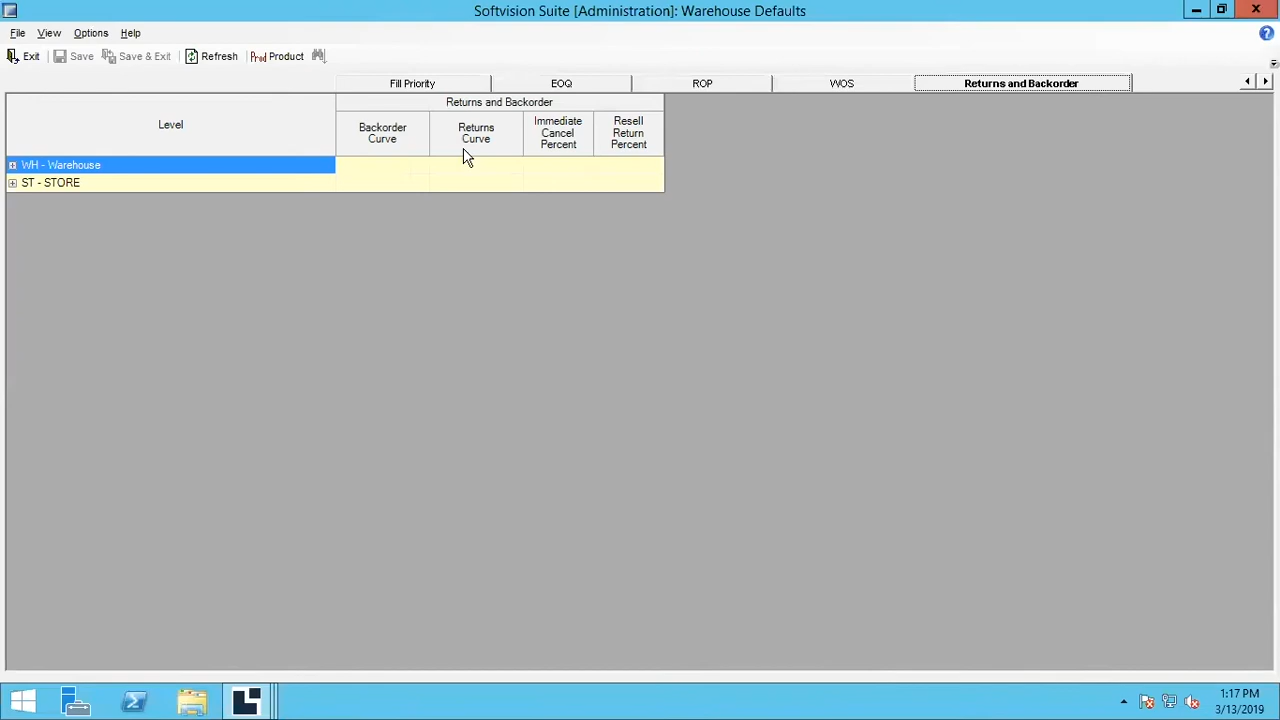 Softvision Suite [Administration]: Warehouse Defaults
File View Options Help
Exit Save Save & Exit Refresh Prod Product
Fill Priority EOQ ROP WOS Returns and Backorder
Level
Returns and Backorder
Backorder Curve
Returns Curve
Immediate Cancel Percent
Resell Return Percent
WH - Warehouse
ST - STORE
1:17 PM
3/13/2019